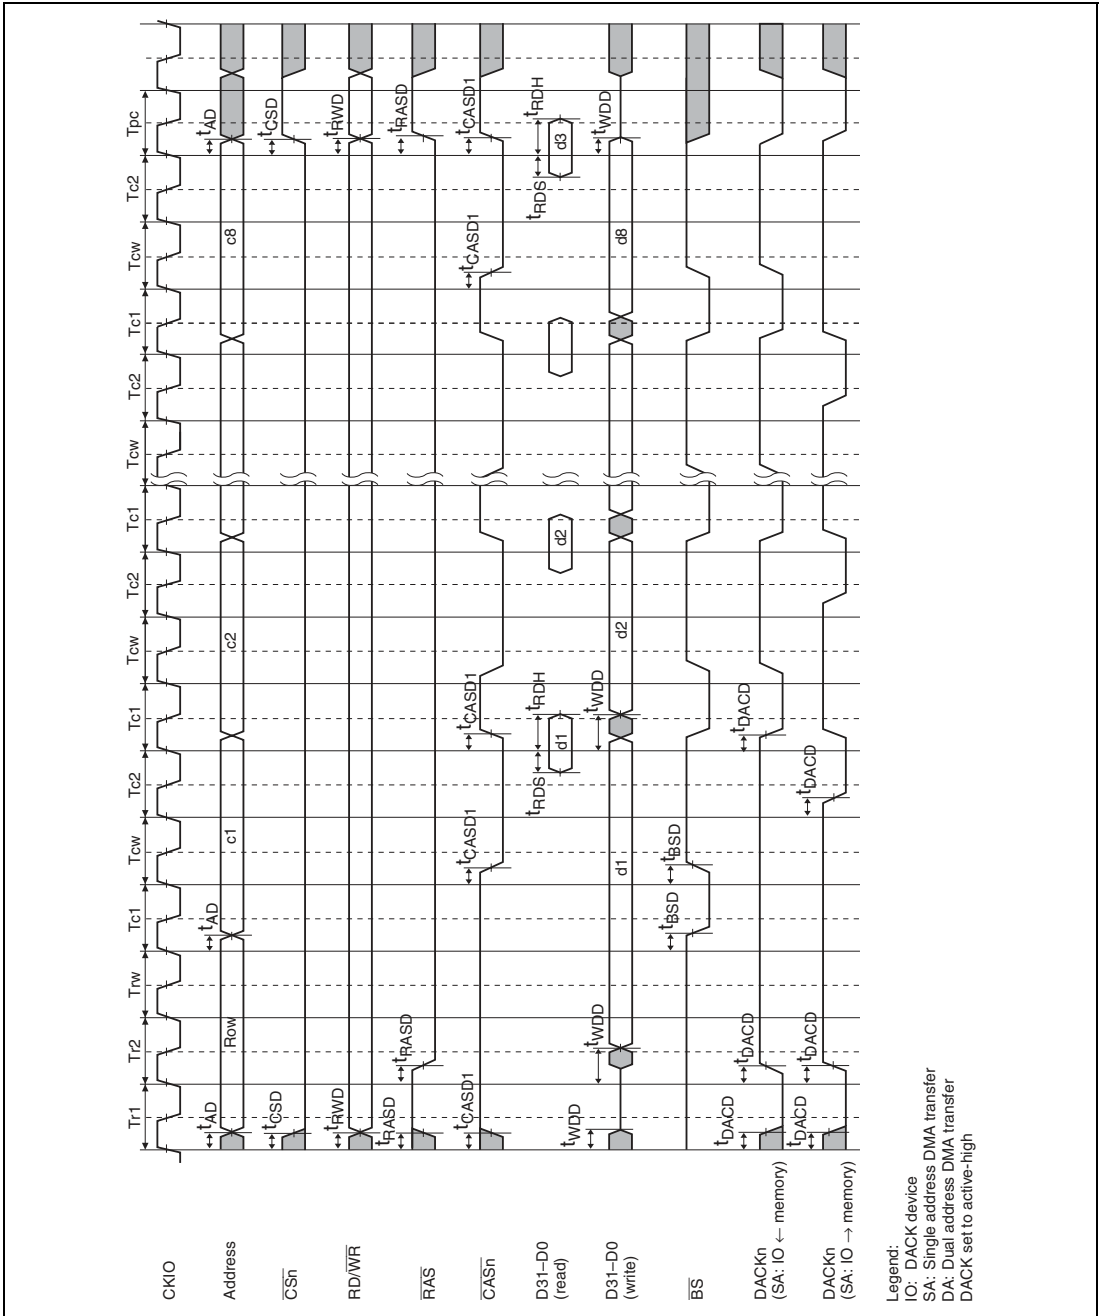 Tr1 Tr2 Trw Tc1 Tcw Tc2 Tc1 Tcw Tc2 Tc1 Tcw Tc2 Tc1 Tcw Tc2 Tpc
CKIO
tAD tAD tAD
Address Row c1 c2 c8
tCSD tCSD
CSn
tRWD tRWD
RD/WR
tRASD tRASD tRASD
RAS
tCASD1 tCASD1 tCASD1 tCASD1 tCASD1
CASn
tRDS tRDH tRDS tRDH
D31–D0 d1 d2 d3
(read)
tWDD tWDD tWDD tWDD
D31–D0 d1 d2 d8
(write)
tBSD tBSD
BS
tDACD tDACD tDACD
DACKn
(SA: IO ← memory)
tDACD tDACD tDACD
DACKn
(SA: IO → memory)
Legend:
IO: DACK device
SA: Single address DMA transfer
DA: Dual address DMA transfer
DACK set to active-high